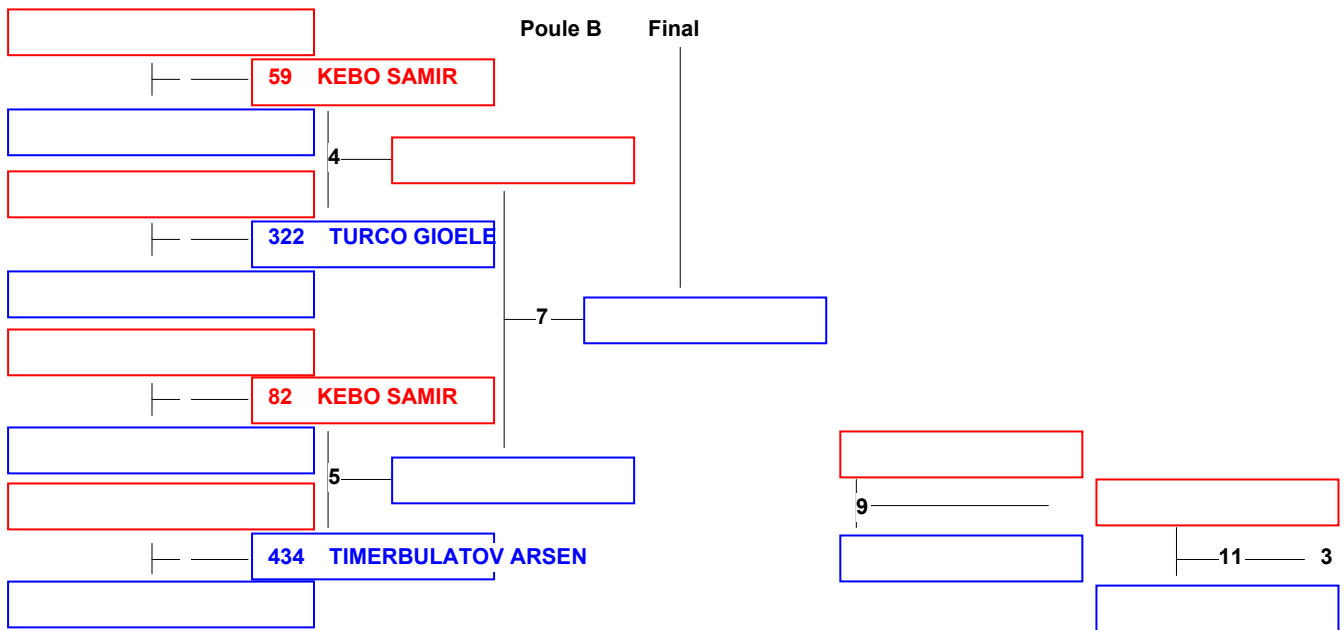 Poule B Final
59 KEBO SAMIR
4
322 TURCO GIOELE
7
82 KEBO SAMIR
5
9
434 TIMERBULATOV ARSEN
11 3